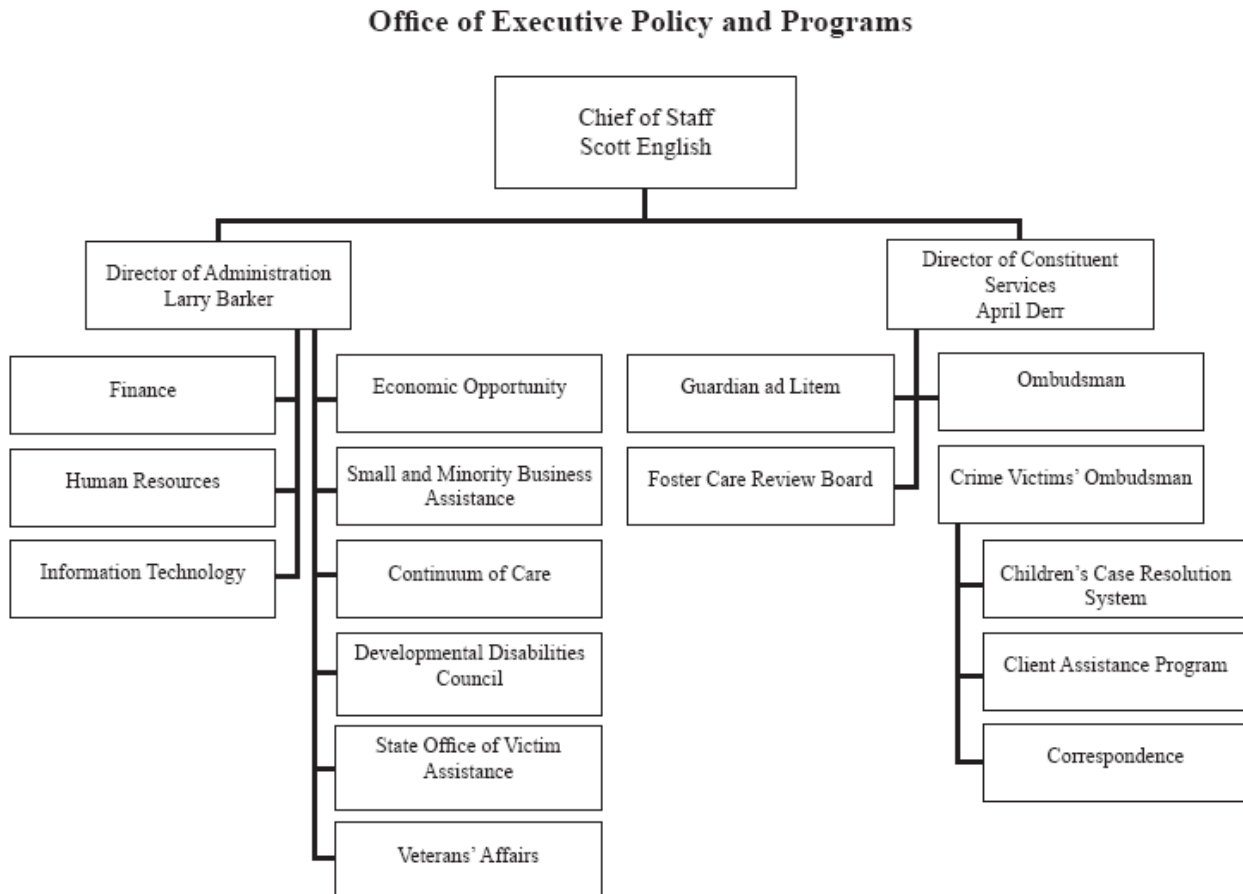 Office of Executive Policy and Programs
Chief of Staff
Scott English
Director of Administration
Larry Barker
Director of Constituent
Services
April Derr
Finance
Human Resources
Information Technology
Economic Opportunity
Small and Minority Business
Assistance
Continuum of Care
Developmental Disabilities
Council
State Office of Victim
Assistance
Veterans’ Affairs
Guardian ad Litem
Foster Care Review Board
Ombudsman
Crime Victims’ Ombudsman
Children’s Case Resolution
System
Client Assistance Program
Correspondence